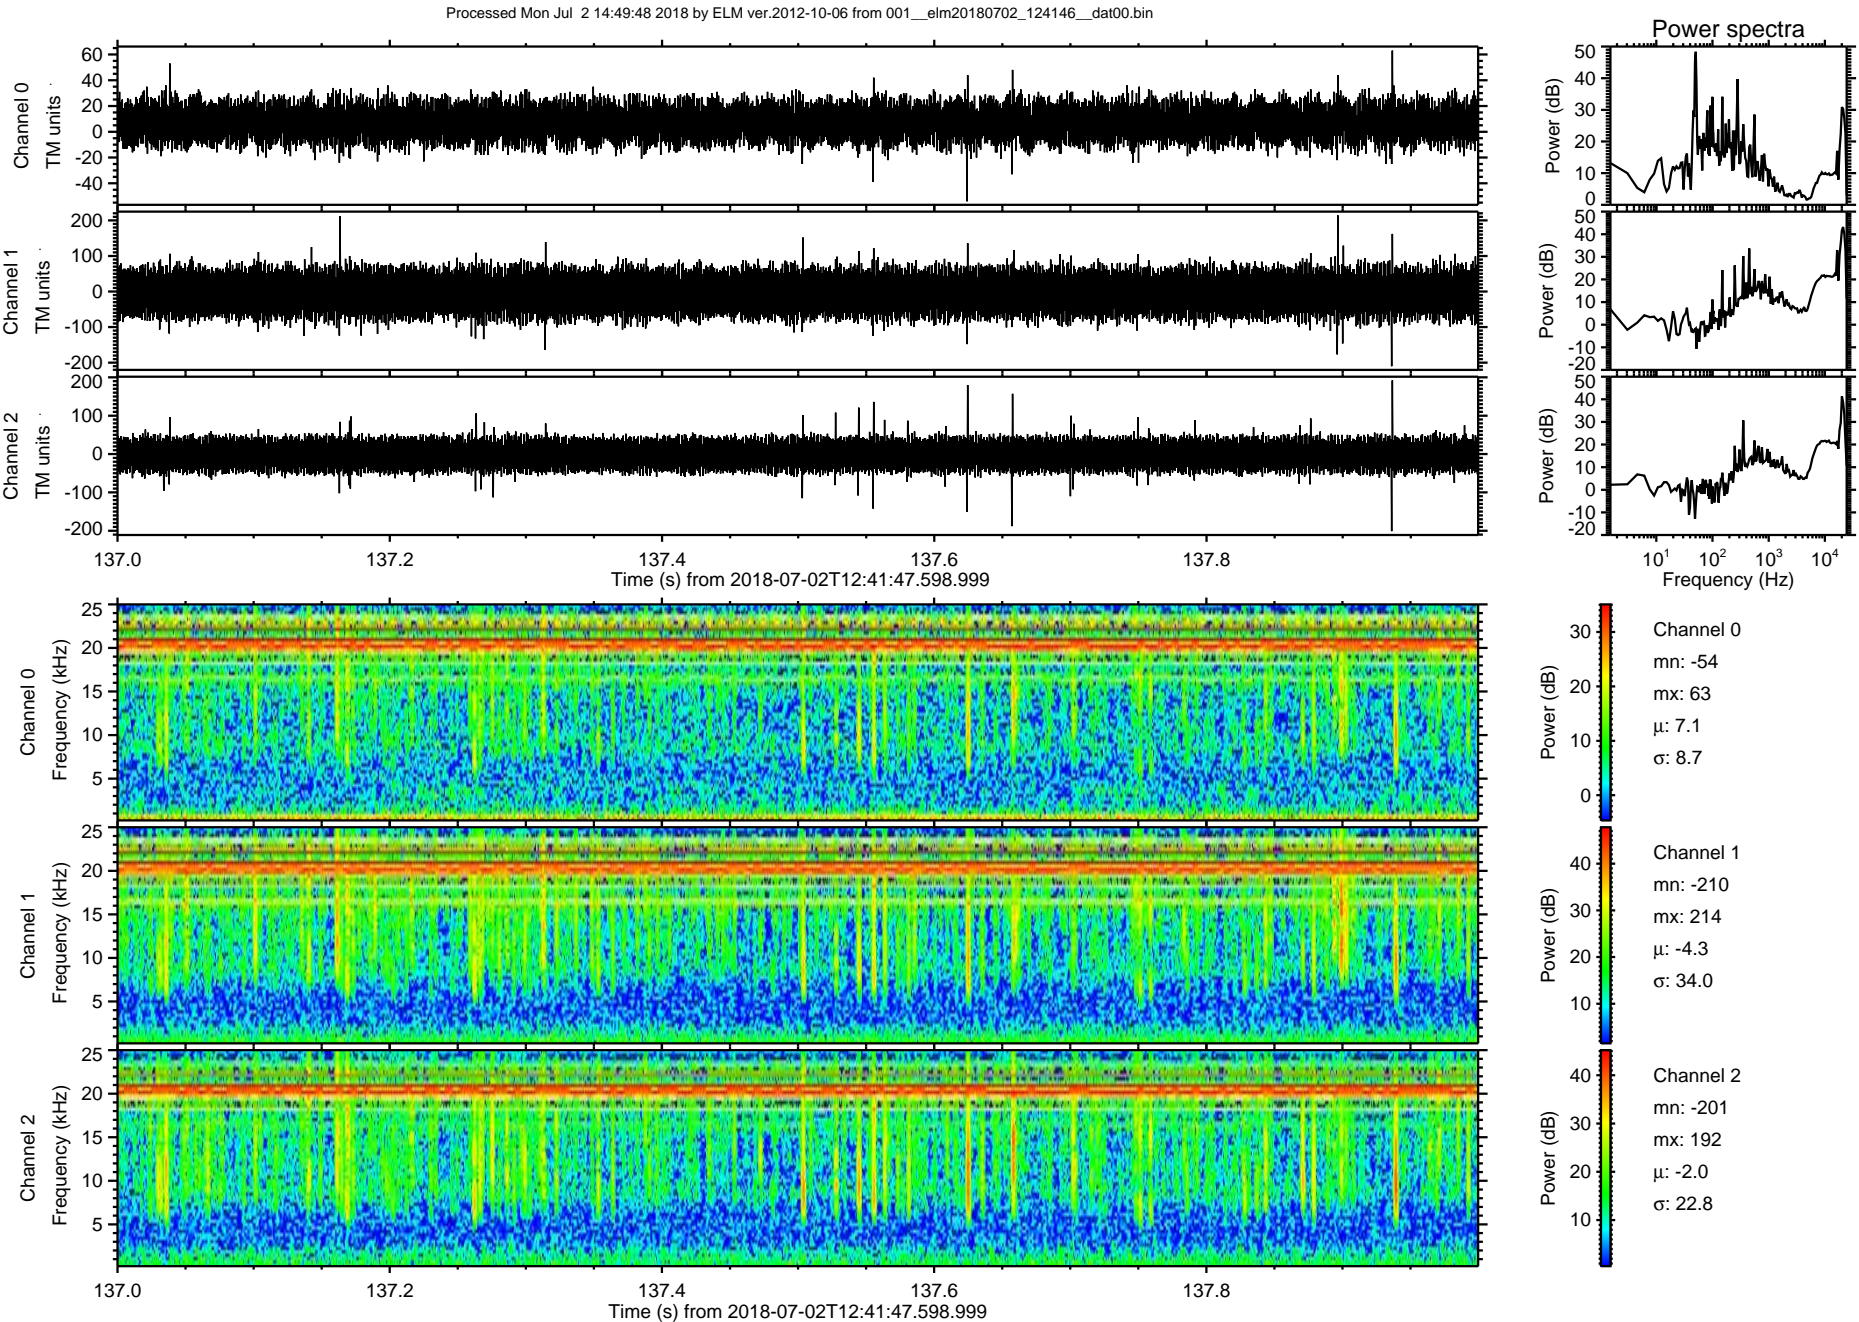 Processed Mon Jul  2 14:49:48 2018 by ELM ver.2012-10-06 from 001__elm20180702_124146__dat00.bin
Power spectra
Channel 0
TM units
60
40
20
0
-20
-40
Power (dB)
50
40
30
20
10
0
Channel 1
TM units
200
100
0
-100
-200
Power (dB)
50
40
30
20
10
0
-10
-20
Channel 2
TM units
200
100
0
-100
-200
Power (dB)
50
40
30
20
10
0
-10
-20
137.0 137.2 137.4 137.6 137.8
Time (s) from 2018-07-02T12:41:47.598.999
10^1 10^2 10^3 10^4
Frequency (Hz)
Channel 0
Frequency (kHz)
25
20
15
10
5
Power (dB)
30
20
10
0
Channel 0
mn: -54
mx: 63
µ: 7.1
σ: 8.7
Channel 1
Frequency (kHz)
25
20
15
10
5
Power (dB)
40
30
20
10
Channel 1
mn: -210
mx: 214
µ: -4.3
σ: 34.0
Channel 2
Frequency (kHz)
25
20
15
10
5
Power (dB)
40
30
20
10
Channel 2
mn: -201
mx: 192
µ: -2.0
σ: 22.8
137.0 137.2 137.4 137.6 137.8
Time (s) from 2018-07-02T12:41:47.598.999